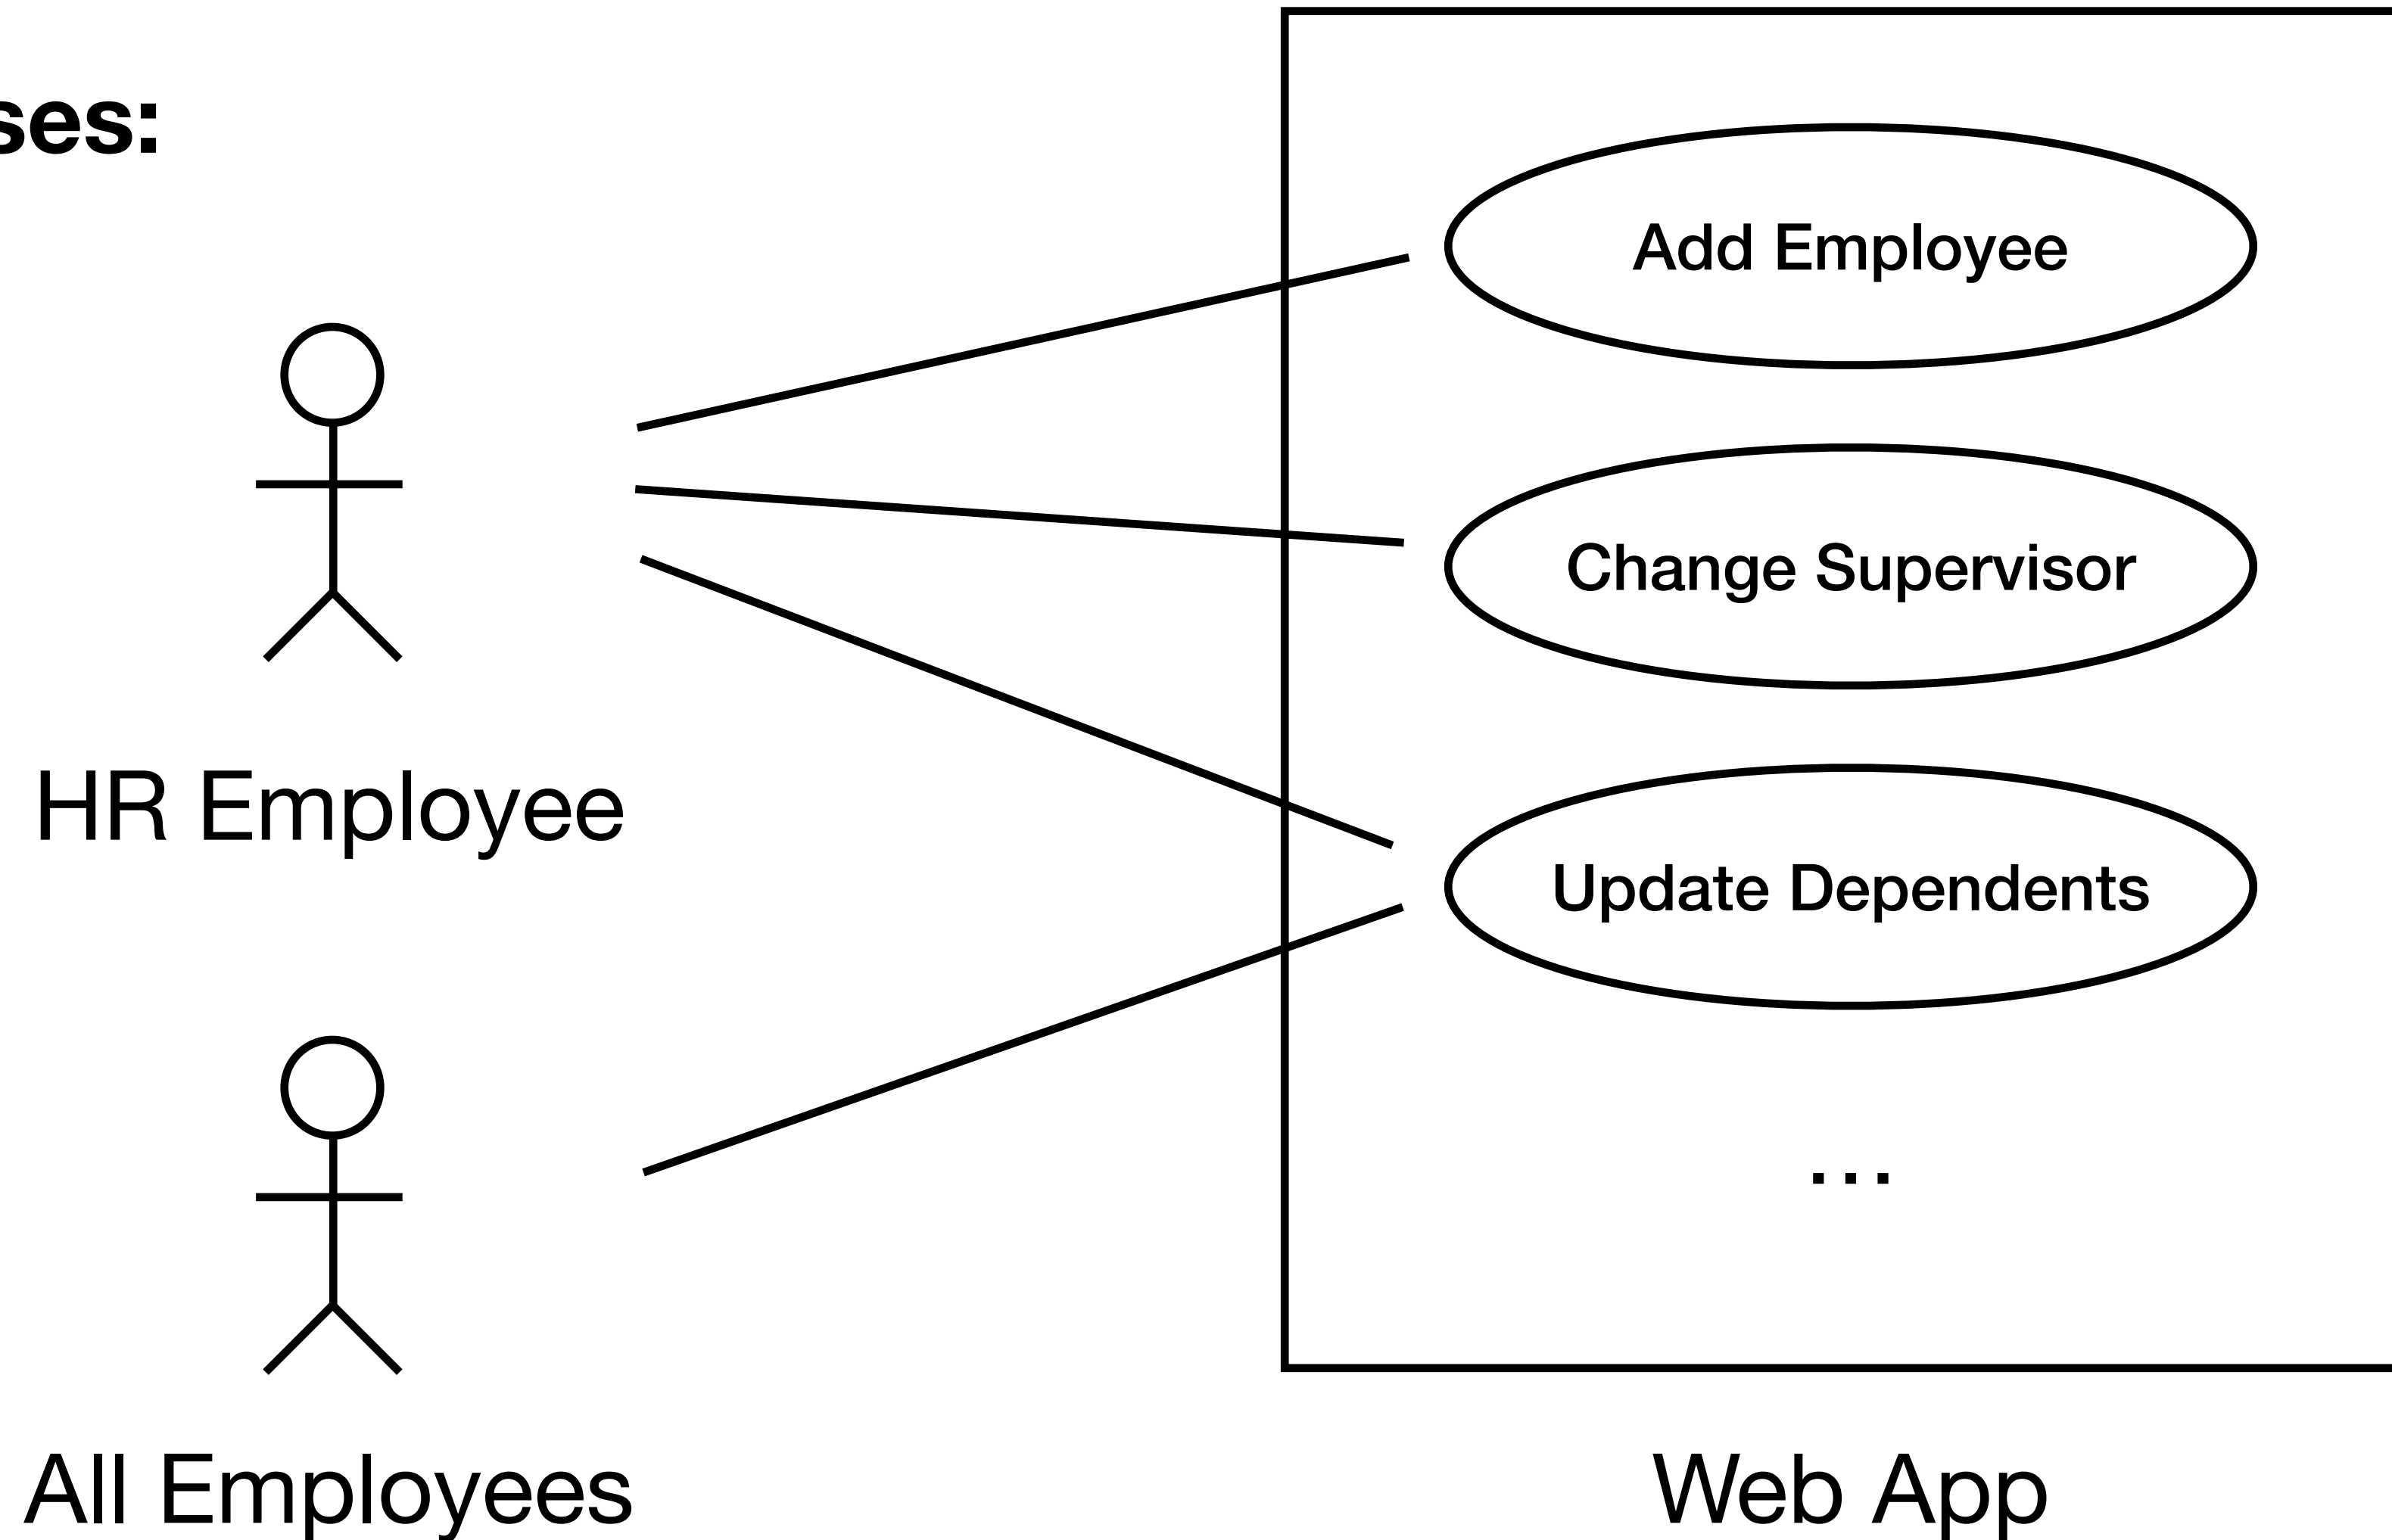 ses:
Add Employee
Change Supervisor
HR Employee
Update Dependents
...
All Employees
Web App